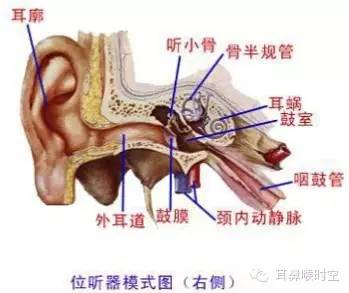 耳廓
听小骨
骨半规管
耳蜗
鼓室
咽鼓管
外耳道
鼓膜
颈内动静脉
位听器模式图（右侧）
耳鼻喉时空